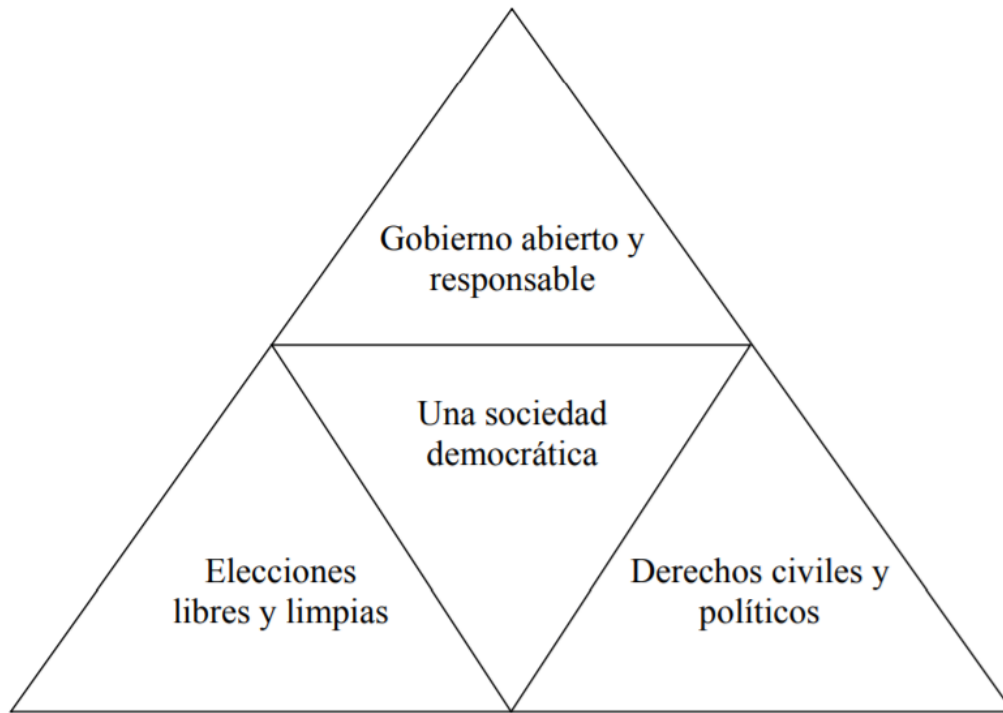 Gobierno abierto y
responsable
Una sociedad
democrática
Elecciones
libres y limpias
Derechos civiles y
políticos